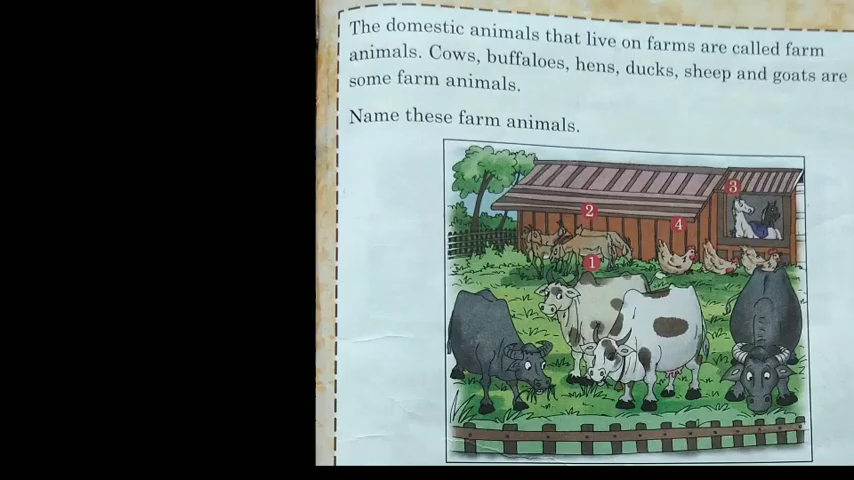 The domestic animals that live on farms are called farm
animals. Cows, buffaloes, hens, ducks, sheep and goats are
some farm animals.
Name these farm animals.
3
2
4
1